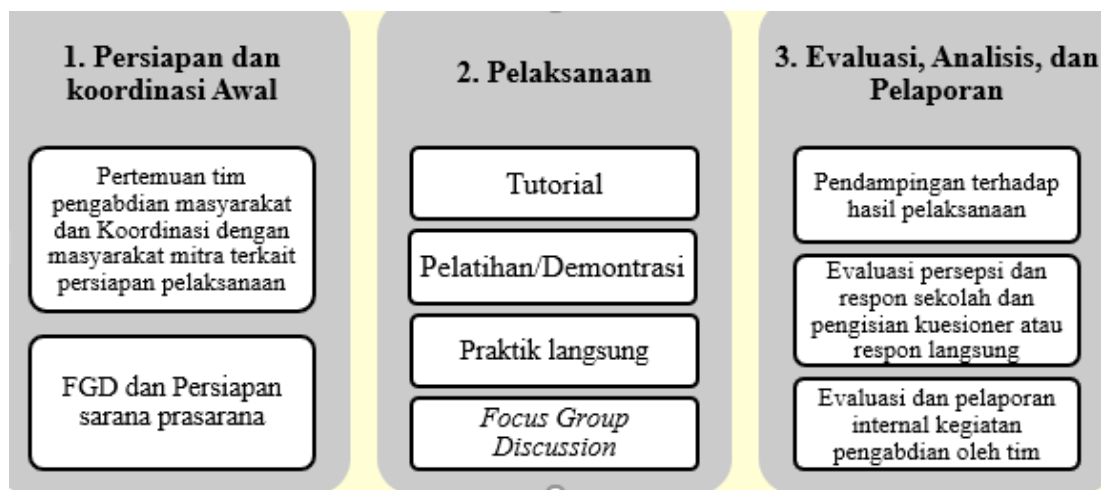 1. Persiapan dan
koordinasi Awal
Pertemuan tim
pengabdian masyarakat
dan Koordinasi dengan
masyarakat mitra terkait
persiapan pelaksanaan
FGD dan Persiapan
sarana prasarana
2. Pelaksanaan
Tutorial
Pelatihan/Demontrasi
Praktik langsung
Focus Group
Discussion
3. Evaluasi, Analisis, dan
Pelaporan
Pendampingan terhadap
hasil pelaksanaan
Evaluasi persepsi dan
respon sekolah dan
pengisian kuesioner atau
respon langsung
Evaluasi dan pelaporan
internal kegiatan
pengabdian oleh tim